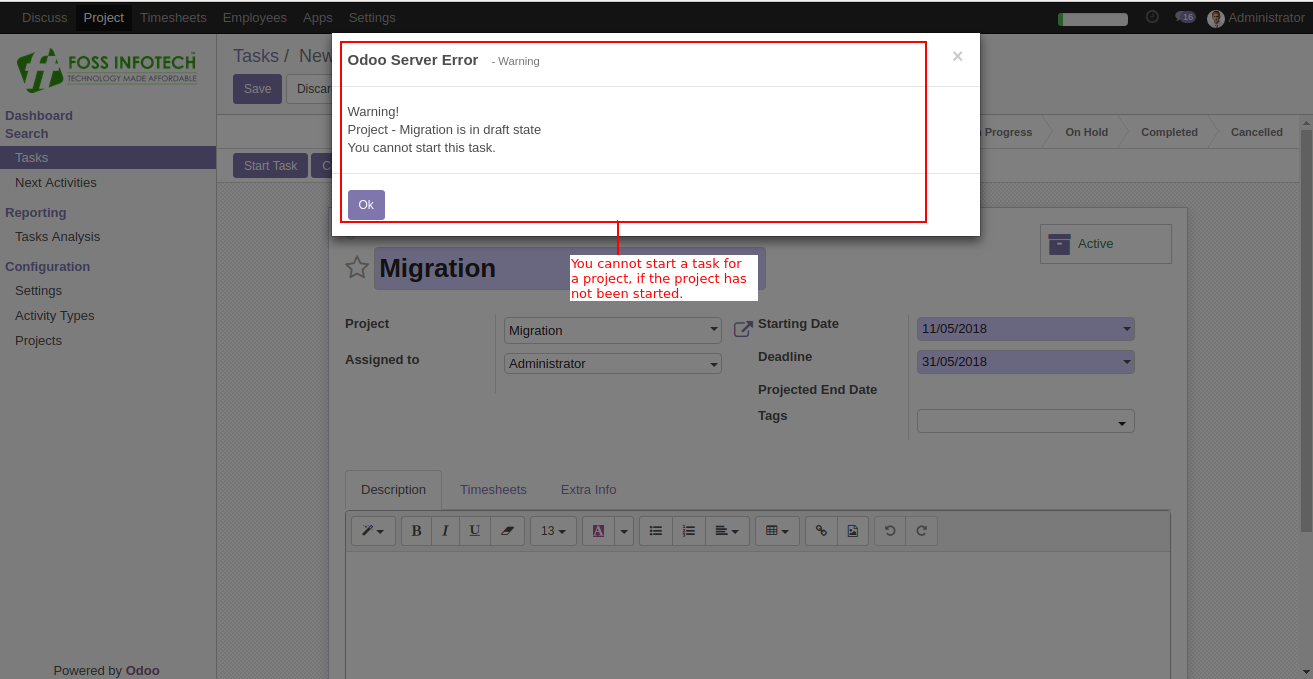 Discuss Project Timesheets Employees Apps Settings 16 Administrator
FOSS INFOTECH
TECHNOLOGY MADE AFFORDABLE
Tasks / New
Save Discar
Odoo Server Error - Warning ×
Warning!
Project - Migration is in draft state
You cannot start this task.
Ok
Dashboard
Search
Tasks
Next Activities
Reporting
Tasks Analysis
Configuration
Settings
Activity Types
Projects
Progress On Hold Completed Cancelled
Start Task C
Active
Migration
You cannot start a task for
a project, if the project has
not been started.
Project Migration
Assigned to Administrator
Starting Date 11/05/2018
Deadline 31/05/2018
Projected End Date
Tags
Description Timesheets Extra Info
B I U 13 A
Powered by Odoo